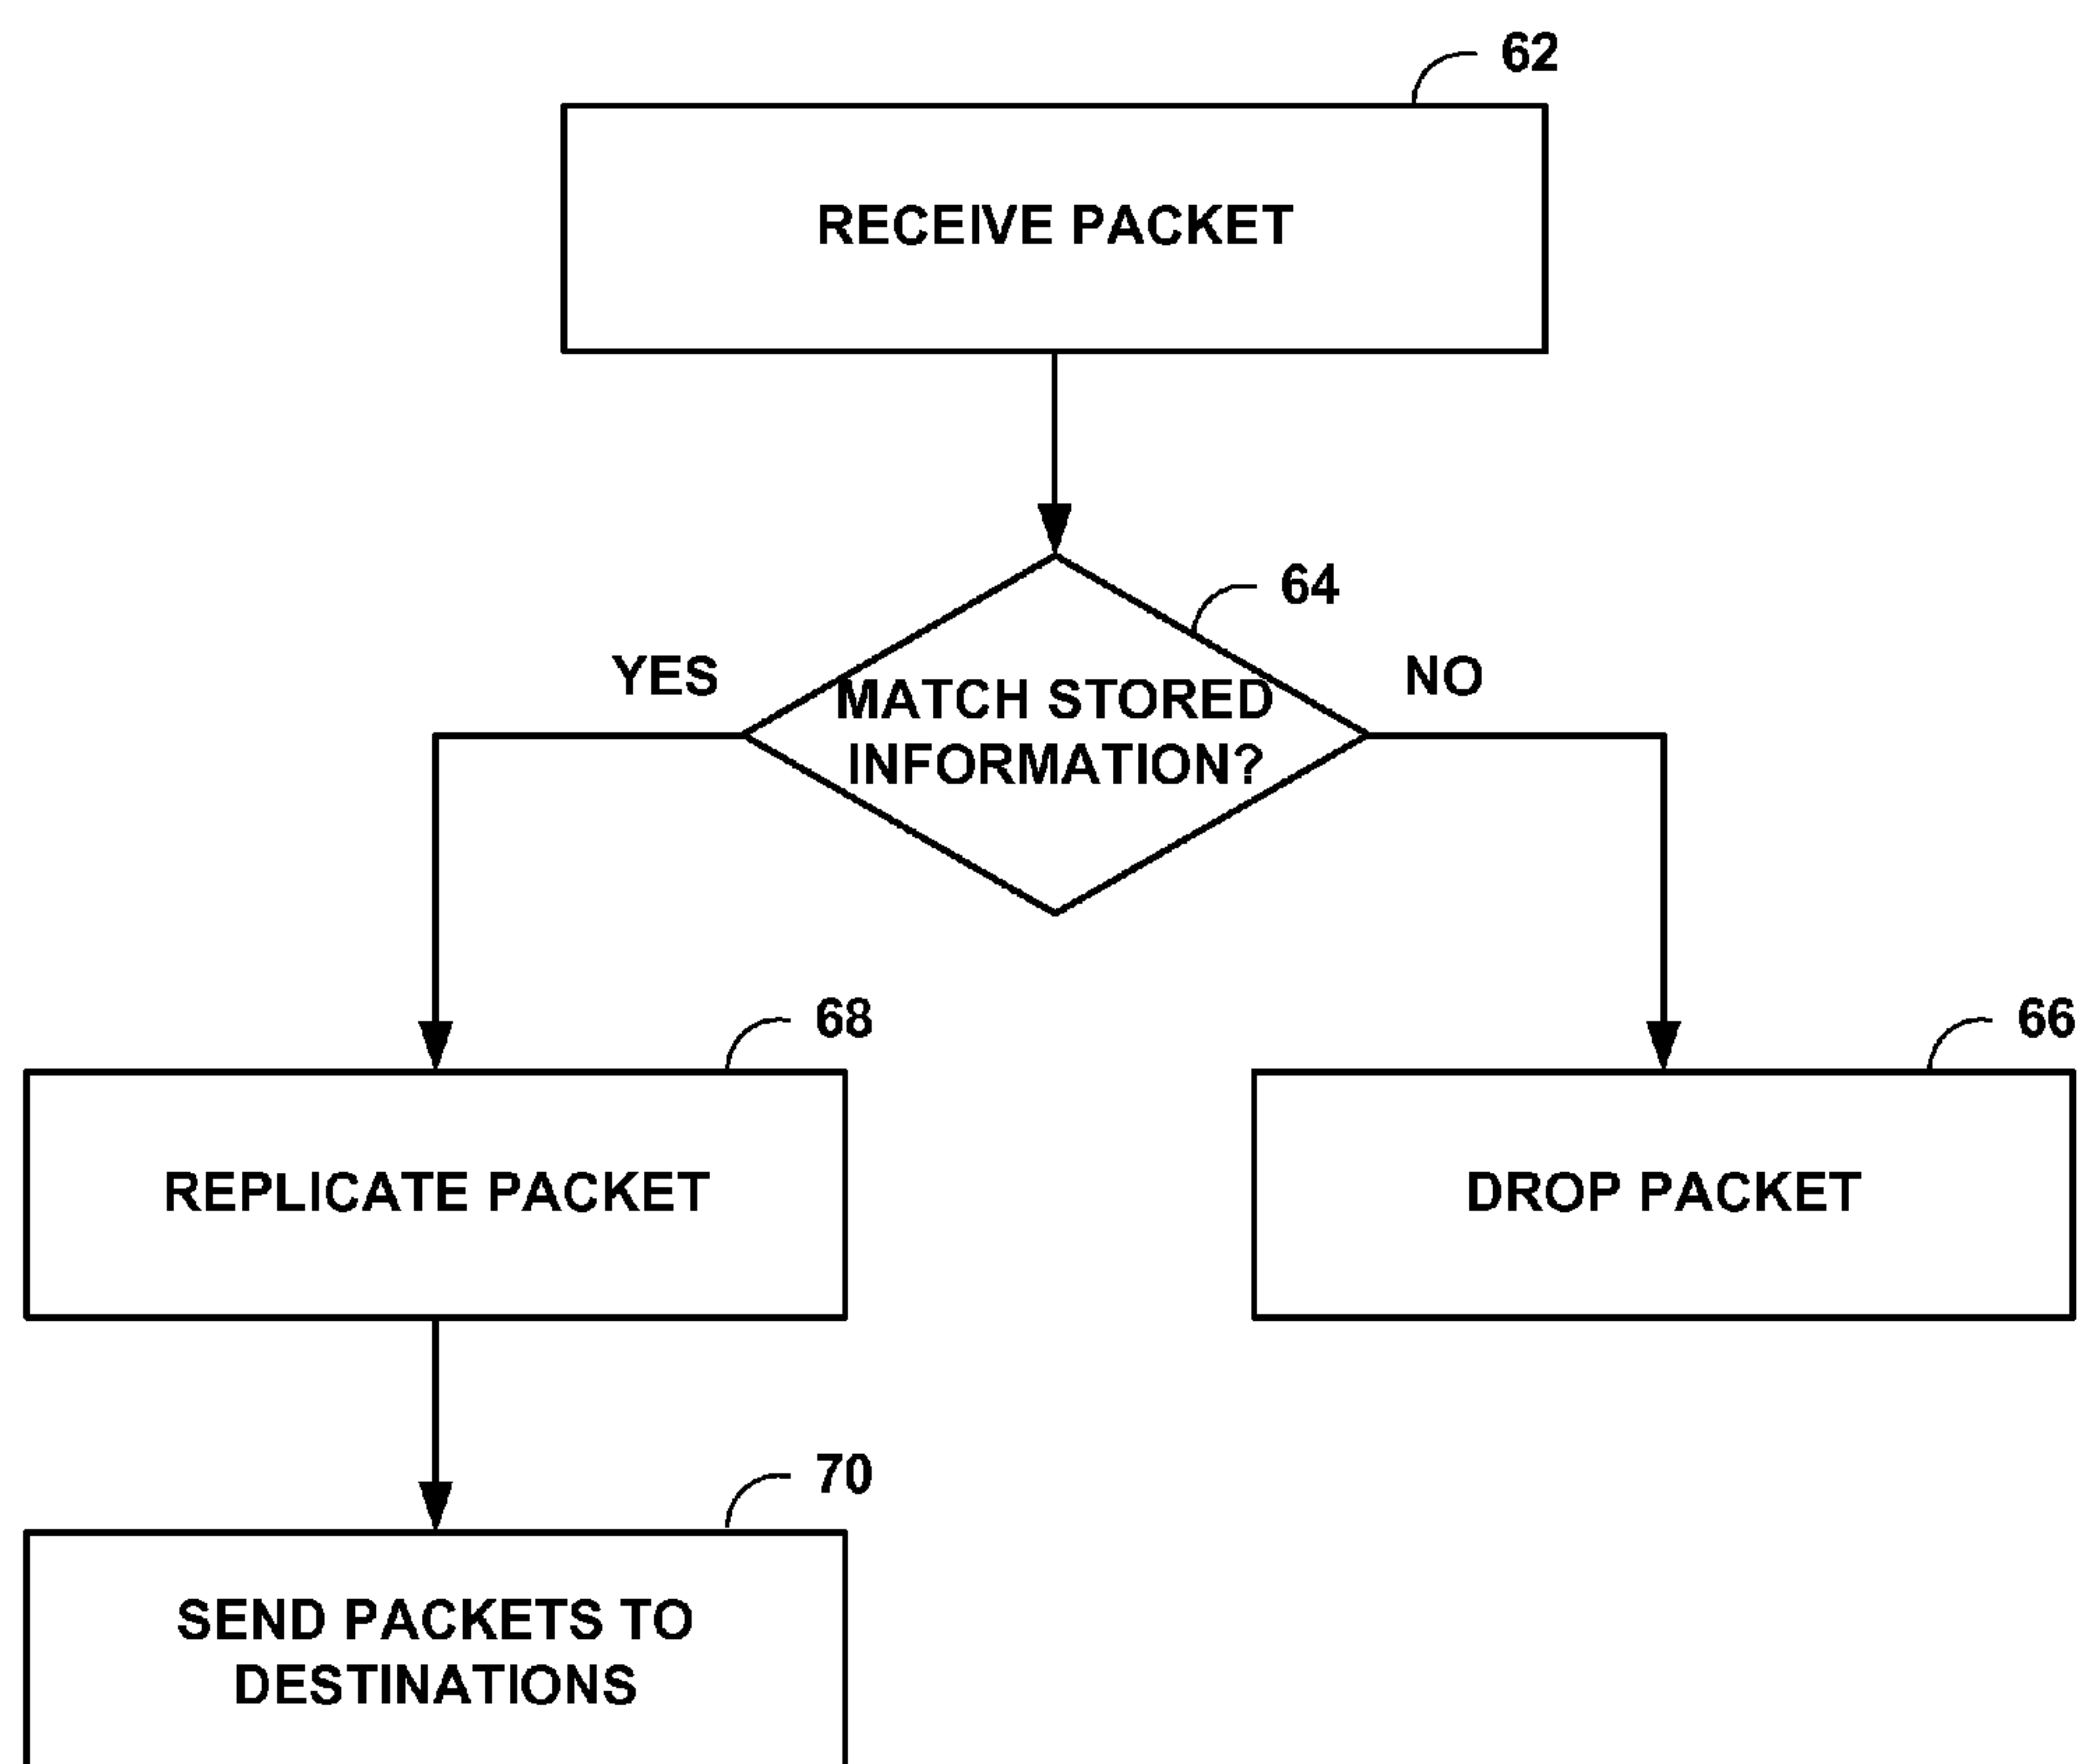 62
RECEIVE PACKET
64
YES
NO
MATCH STORED
INFORMATION?
68
66
REPLICATE PACKET
DROP PACKET
70
SEND PACKETS TO
DESTINATIONS